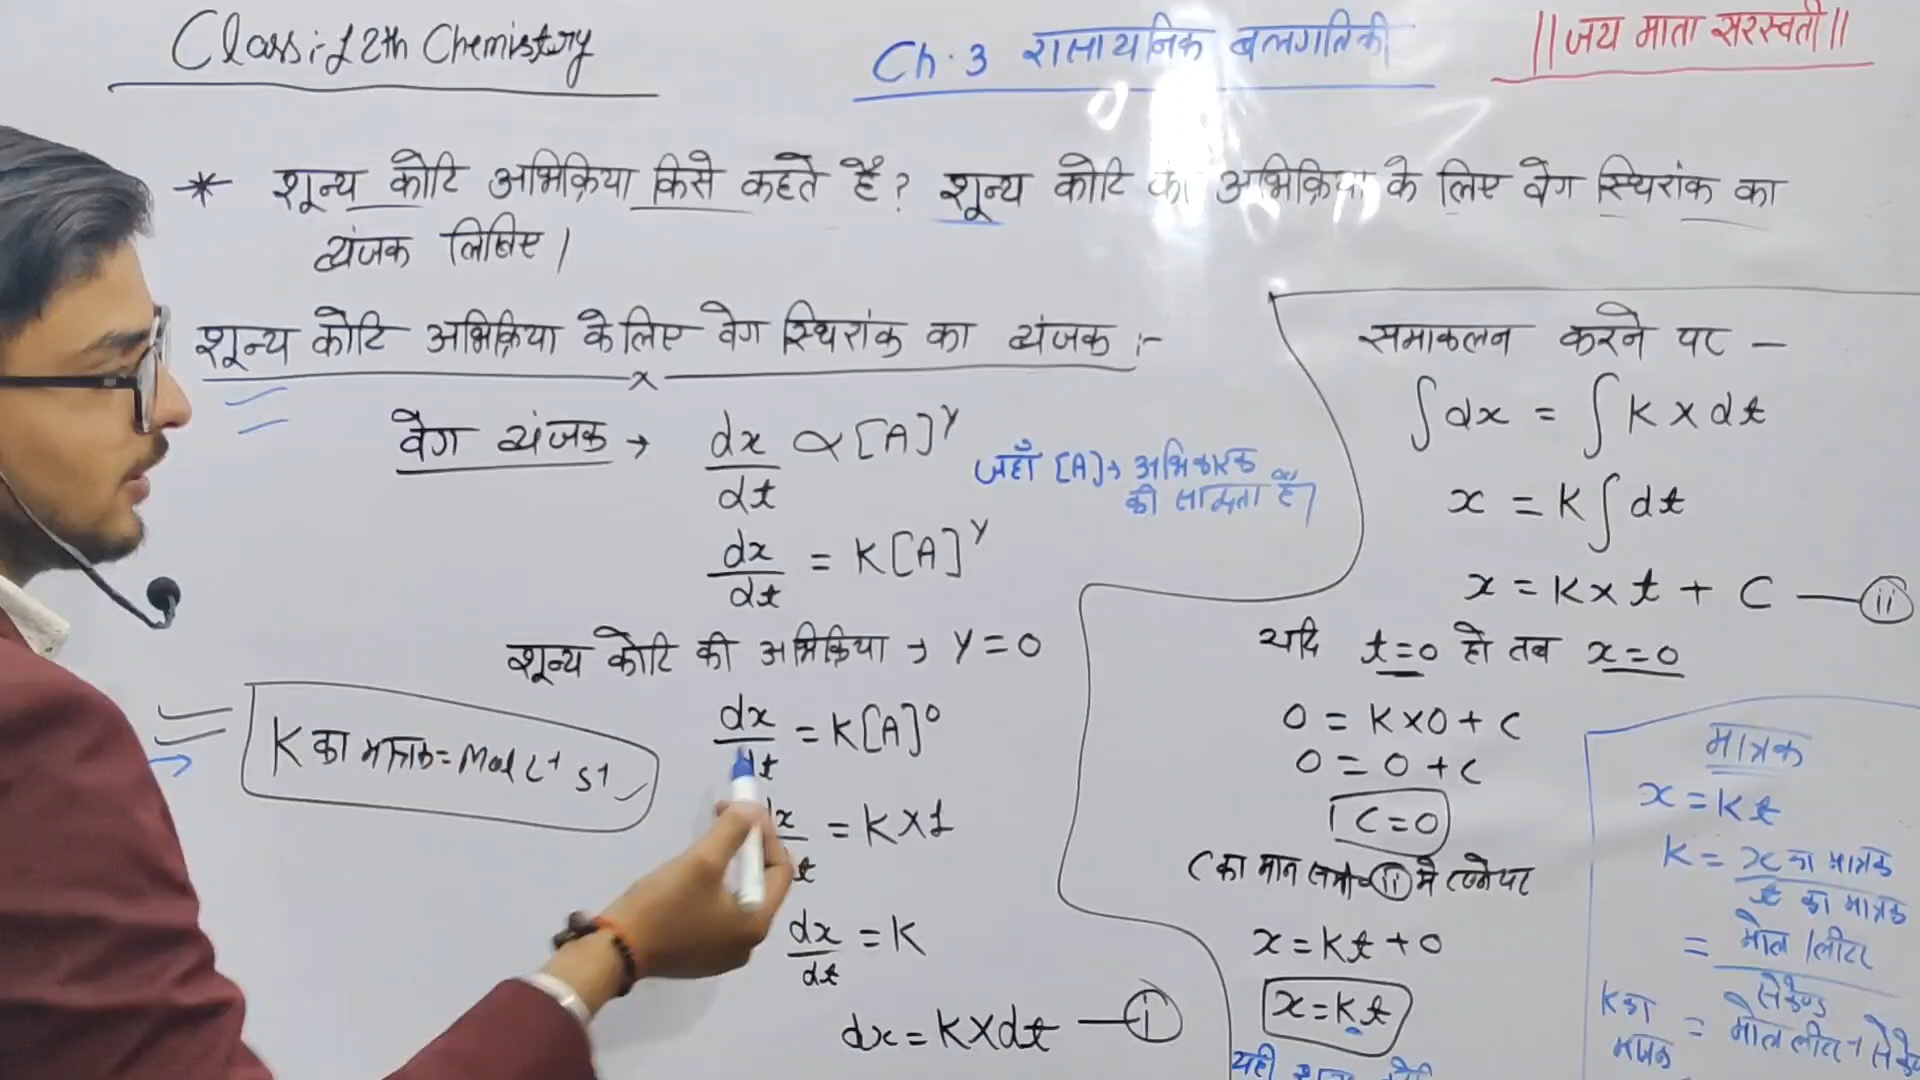 Class:-12th Chemistry
Ch. 3 रासायनिक बलगतिकी
||जय माता सरस्वती||
* शून्य कोटि अभिक्रिया किसे कहते हैं? शून्य कोटि की अभिक्रिया के लिए वेग स्थिरांक का
व्यंजक लिखिए।
शून्य कोटि अभिक्रिया के लिए वेग स्थिरांक का व्यंजक :-
वेग व्यंजक → dx/dt ∝ [A]^y
जहाँ [A] → अभिकारक
की सांद्रता है।
dx/dt = K[A]^y
शून्य कोटि की अभिक्रिया → y=0
dx/dt = K[A]^0
K का मात्रक = Mol L⁻¹ S⁻¹
dx/dt = K×1
dx/dt = K
dx = K×dt — (i)
समाकलन करने पर —
∫dx = ∫K×dt
x = K∫dt
x = K×t + C — (ii)
यदि t=0 हो तब x=0
0 = K×0+C
0 = 0+C
C=0
C का मान समी० (ii) में रखने पर
x=Kt+0
x=Kt
यही
मात्रक
x=Kt
K = x का मात्रक / t का मात्रक
= मोल/लीटर / सेकेण्ड
K का मात्रक = मोल लीटर⁻¹